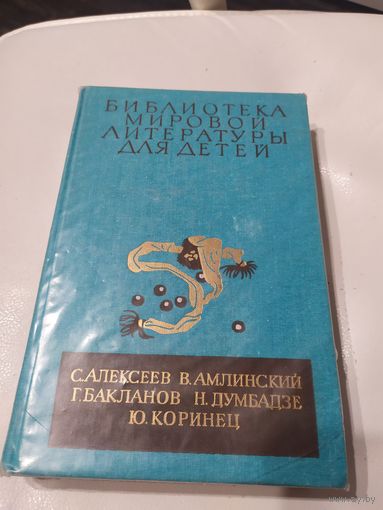 БИБЛИОТЕКА
МИРОВОЙ
ЛИТЕРАТУРЫ
ДЛЯ ДЕТЕЙ
С. АЛЕКСЕЕВ В. АМЛИНСКИЙ
Г. БАКЛАНОВ Н. ДУМБАДЗЕ
Ю. КОРИНЕЦ